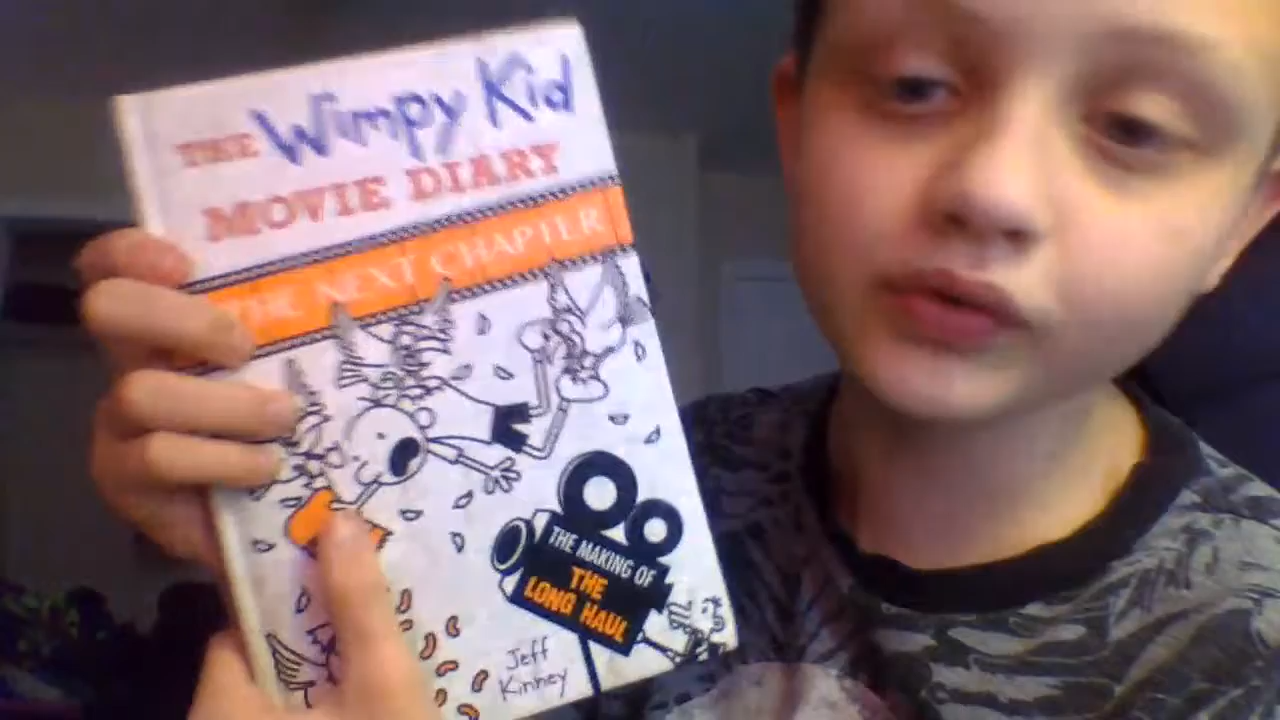 THE Wimpy Kid
MOVIE DIARY
THE NEXT CHAPTER
THE MAKING OF
THE
LONG HAUL
Jeff
Kinney